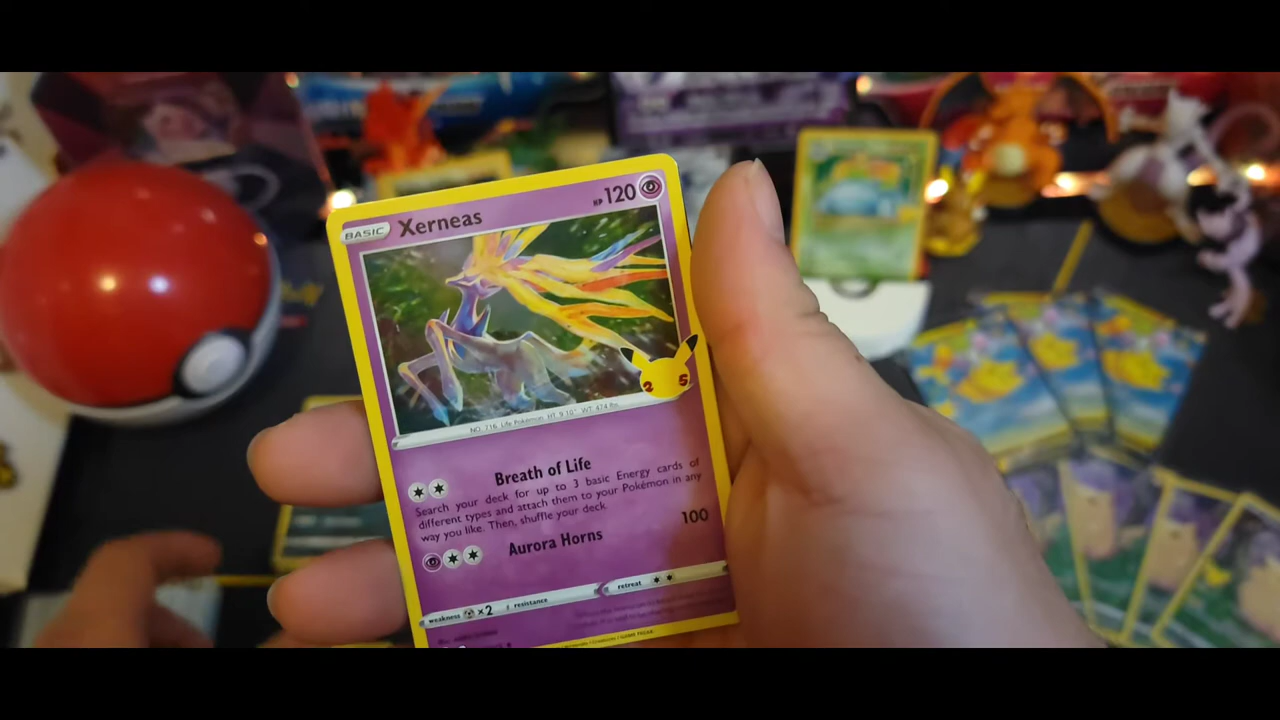 BASIC
Xerneas
HP 120
2 5
NO. 716 Life Pokémon HT: 9'10" WT: 474 lbs.
Breath of Life
Search your deck for up to 3 basic Energy cards of
different types and attach them to your Pokémon in any
way you like. Then, shuffle your deck.
Aurora Horns 100
weakness ×2 resistance retreat